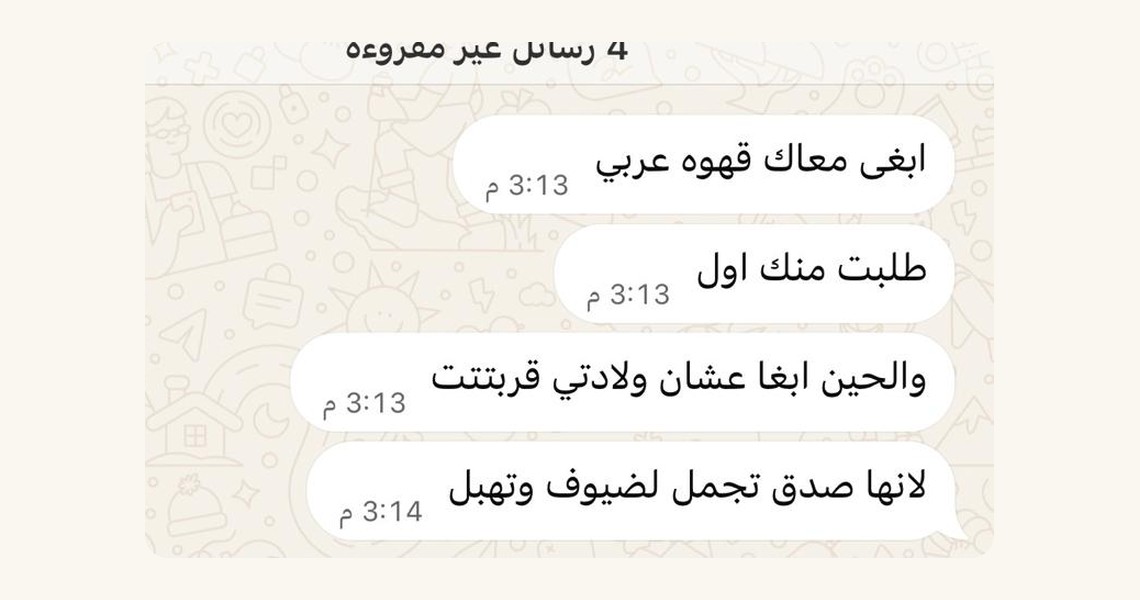 4 رسائل غير مقروءة
ابغى معاك قهوه عربي
3:13 م
طلبت منك اول
3:13 م
والحين ابغا عشان ولادتي قربتتت
3:13 م
لانها صدق تجمل لضيوف وتهبل
3:14 م